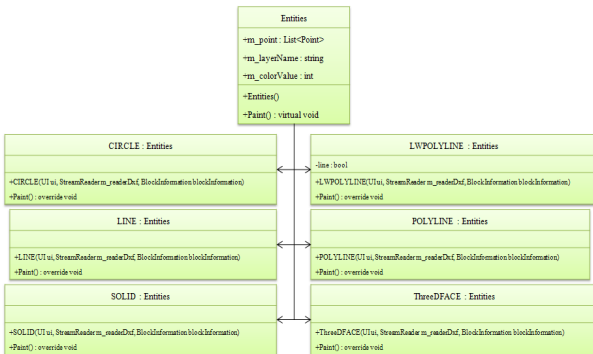 Entities
+m_point : List<Point>
+m_layerName : string
+m_colorValue : int
+Entities()
+Paint() : virtual void
CIRCLE : Entities
+CIRCLE(UI ui, StreamReader m_readerDxf, BlockInformation blockInformation)
+Paint() : override void
LWPOLYLINE : Entities
-line : bool
+LWPOLYLINE(UI ui, StreamReader m_readerDxf, BlockInformation blockInformation)
+Paint() : override void
LINE : Entities
+LINE(UI ui, StreamReader m_readerDxf, BlockInformation blockInformation)
+Paint() : override void
POLYLINE : Entities
+POLYLINE(UI ui, StreamReader m_readerDxf, BlockInformation blockInformation)
+Paint() : override void
SOLID : Entities
+SOLID(UI ui, StreamReader m_readerDxf, BlockInformation blockInformation)
+Paint() : override void
ThreeDFACE : Entities
+ThreeDFACE(UI ui, StreamReader m_readerDxf, BlockInformation blockInformation)
+Paint() : override void